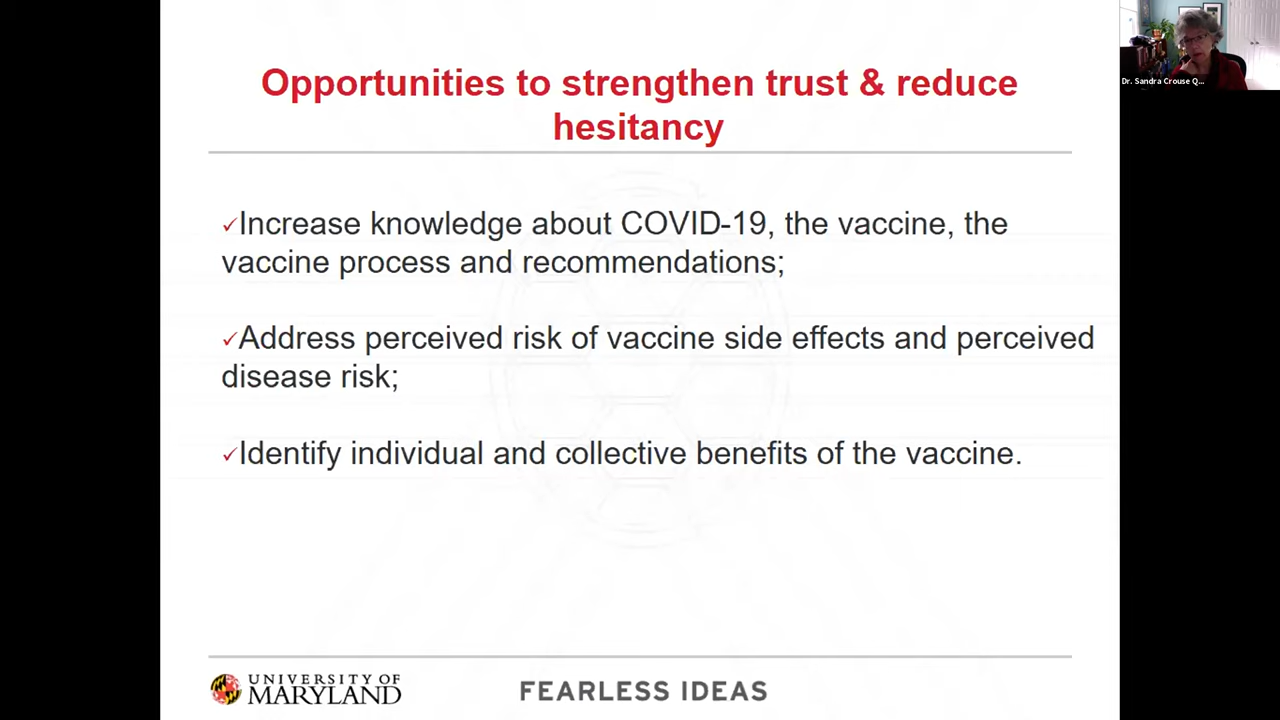 Opportunities to strengthen trust & reduce
hesitancy
✓Increase knowledge about COVID-19, the vaccine, the
vaccine process and recommendations;
✓Address perceived risk of vaccine side effects and perceived
disease risk;
✓Identify individual and collective benefits of the vaccine.
UNIVERSITY OF
MARYLAND
FEARLESS IDEAS
Dr. Sandra Crouse Q...